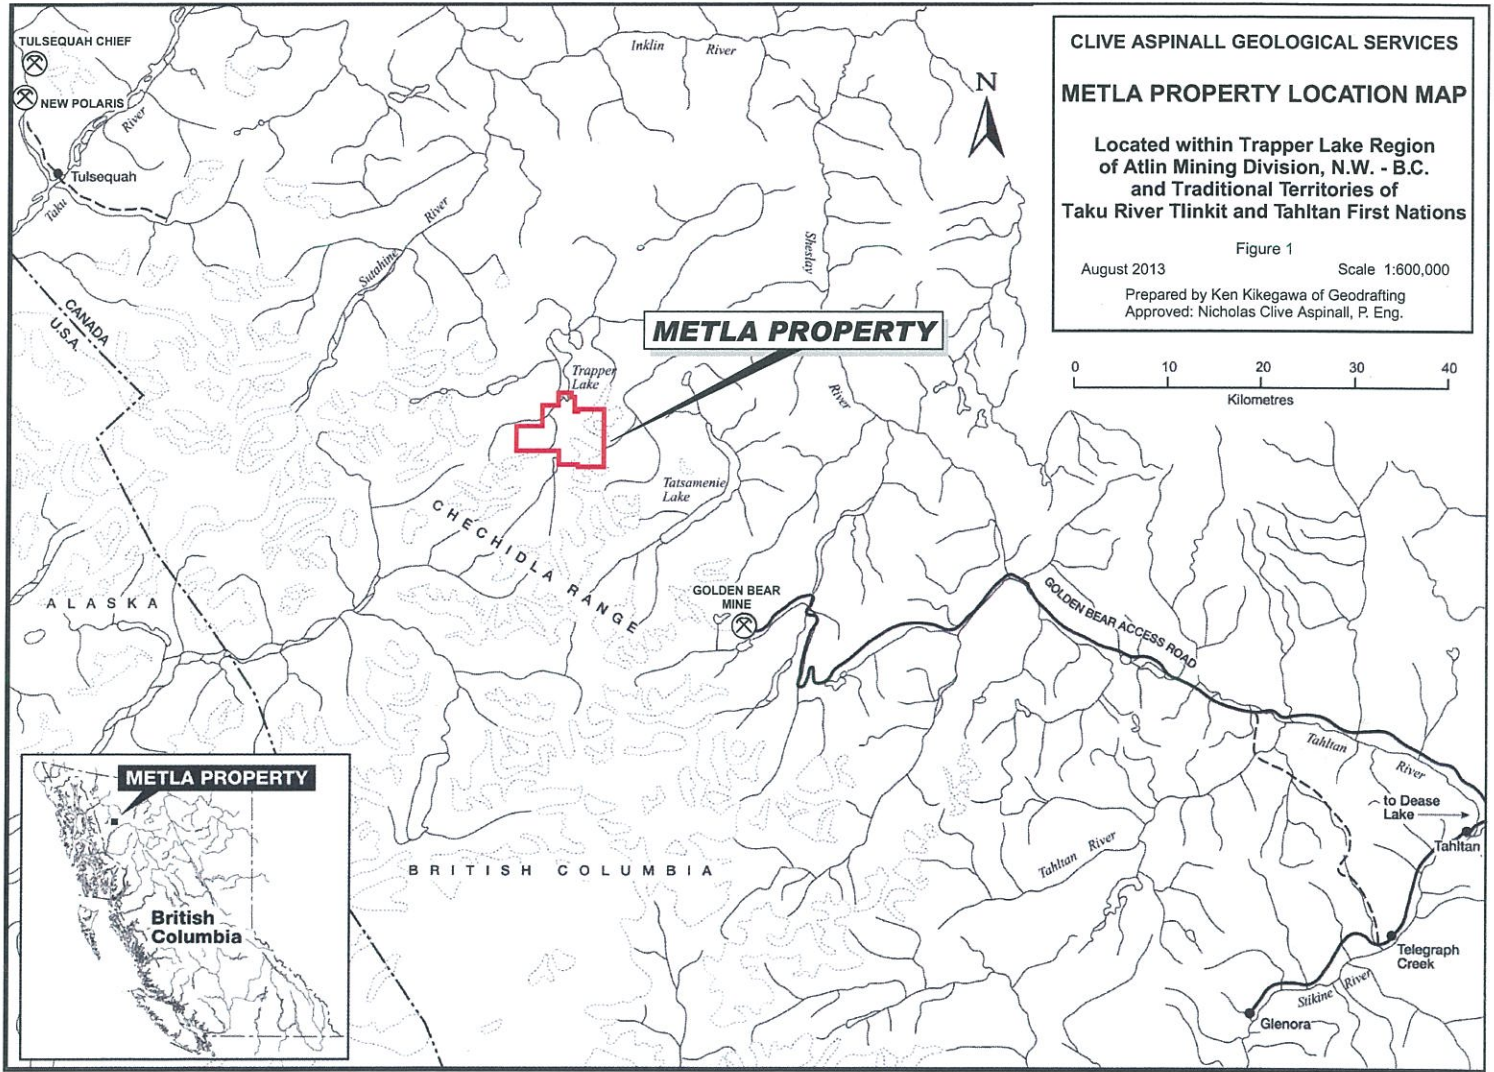 CLIVE ASPINALL GEOLOGICAL SERVICES
METLA PROPERTY LOCATION MAP
Located within Trapper Lake Region
of Atlin Mining Division, N.W. - B.C.
and Traditional Territories of
Taku River Tlinkit and Tahltan First Nations
Figure 1
August 2013
Scale 1:600,000
Prepared by Ken Kikegawa of Geodrafting
Approved: Nicholas Clive Aspinall, P. Eng.
0 10 20 30 40
Kilometres
N
TULSEQUAH CHIEF
NEW POLARIS
River
Tulsequah
Taku
Inklin River
Sutahine River
Sheslay
River
CANADA
U.S.A.
METLA PROPERTY
Trapper
Lake
Tatsamenie
Lake
CHECHIDLA RANGE
ALASKA
GOLDEN BEAR
MINE
GOLDEN BEAR ACCESS ROAD
Tahltan
River
to Dease
Lake
Tahltan
Tahltan River
BRITISH COLUMBIA
Telegraph
Creek
Stikine River
Glenora
METLA PROPERTY
British
Columbia